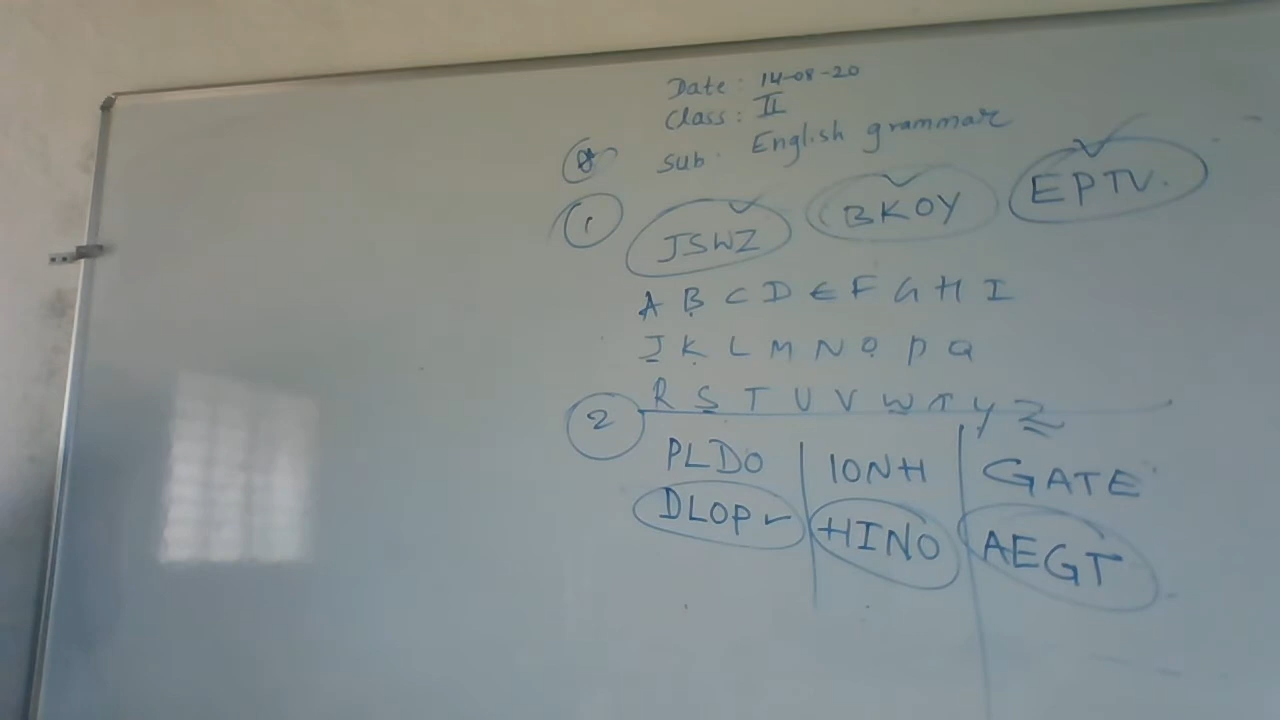 Date: 14-08-20
Class: II
Sub: English grammar
1 JSWZ BKOY EPTV.
A B C D E F G H I
J K L M N O P Q
R S T U V W X Y Z
2 PLDO IONH GATE
DLOP HINO AEGT